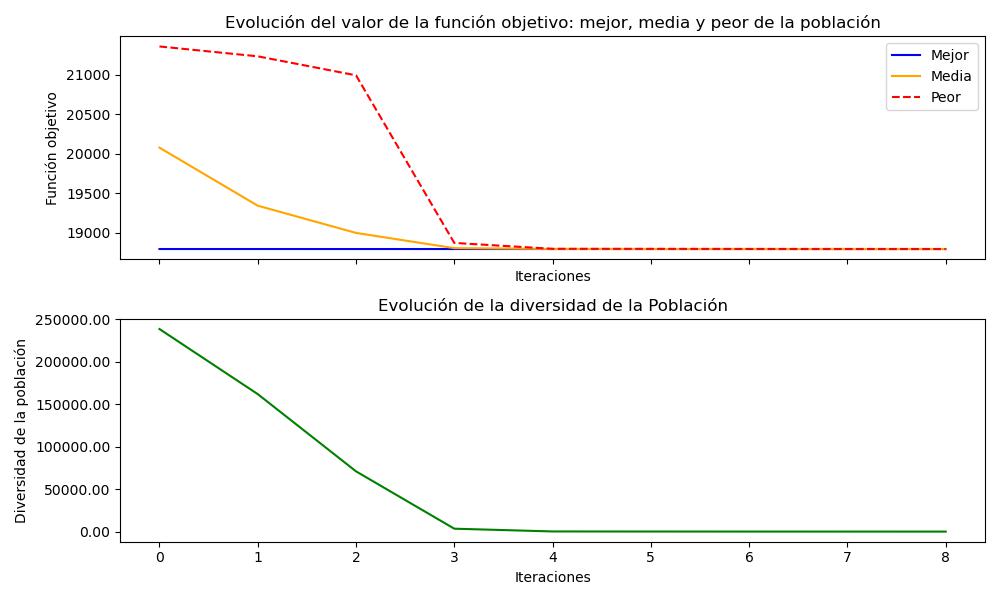 Evolución del valor de la función objetivo: mejor, media y peor de la población
Mejor
Media
Peor
21000
20500
20000
19500
19000
Función objetivo
Iteraciones
Evolución de la diversidad de la Población
250000.00
200000.00
150000.00
100000.00
50000.00
0.00
Diversidad de la población
0 1 2 3 4 5 6 7 8
Iteraciones